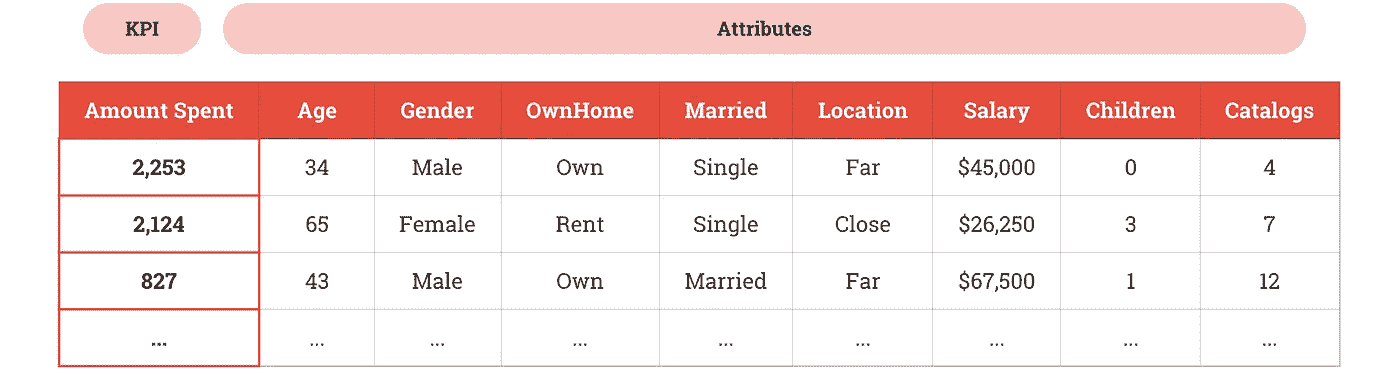 KPI Attributes
Amount Spent Age Gender OwnHome Married Location Salary Children Catalogs
2,253 34 Male Own Single Far $45,000 0 4
2,124 65 Female Rent Single Close $26,250 3 7
827 43 Male Own Married Far $67,500 1 12
... ... ... ... ... ... ... ... ...